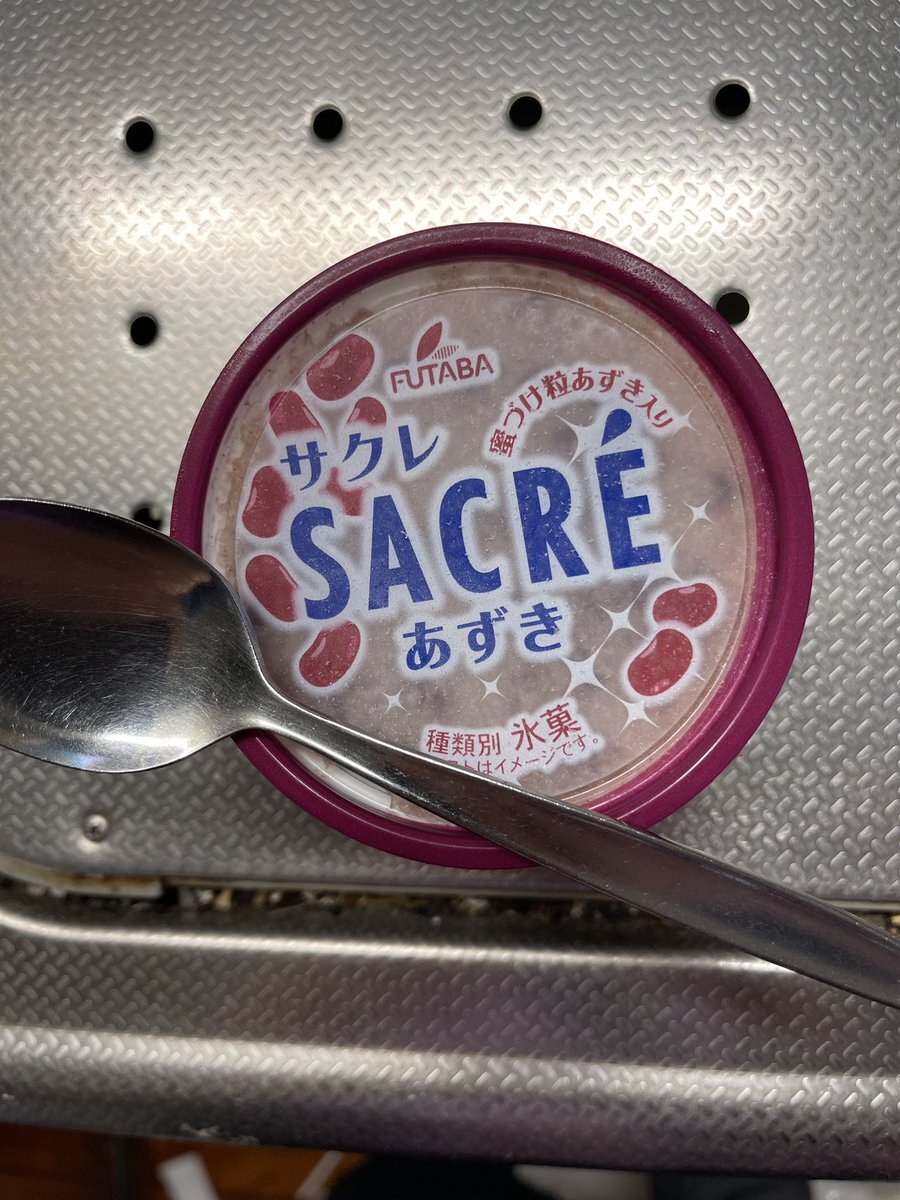 FUTABA
蜜づけ粒あずき入り
サクレ
SACRÉ
あずき
種類別 氷菓
はイメージです。